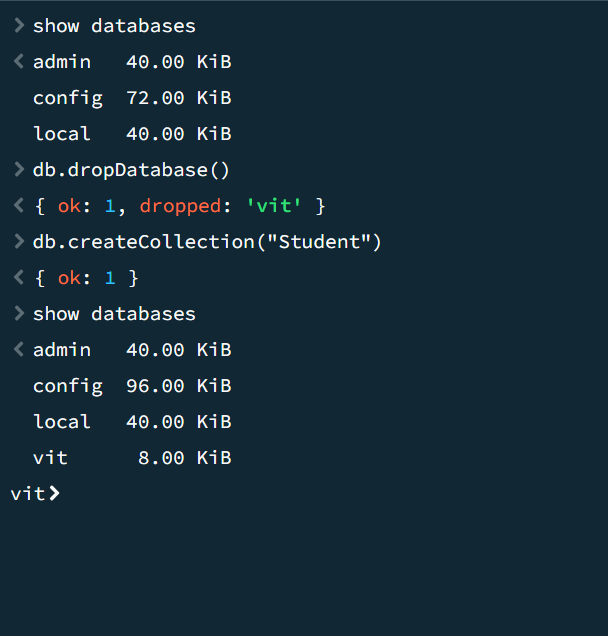 > show databases
< admin   40.00 KiB
  config  72.00 KiB
  local   40.00 KiB
> db.dropDatabase()
< { ok: 1, dropped: 'vit' }
> db.createCollection("Student")
< { ok: 1 }
> show databases
< admin   40.00 KiB
  config  96.00 KiB
  local   40.00 KiB
  vit      8.00 KiB
vit>